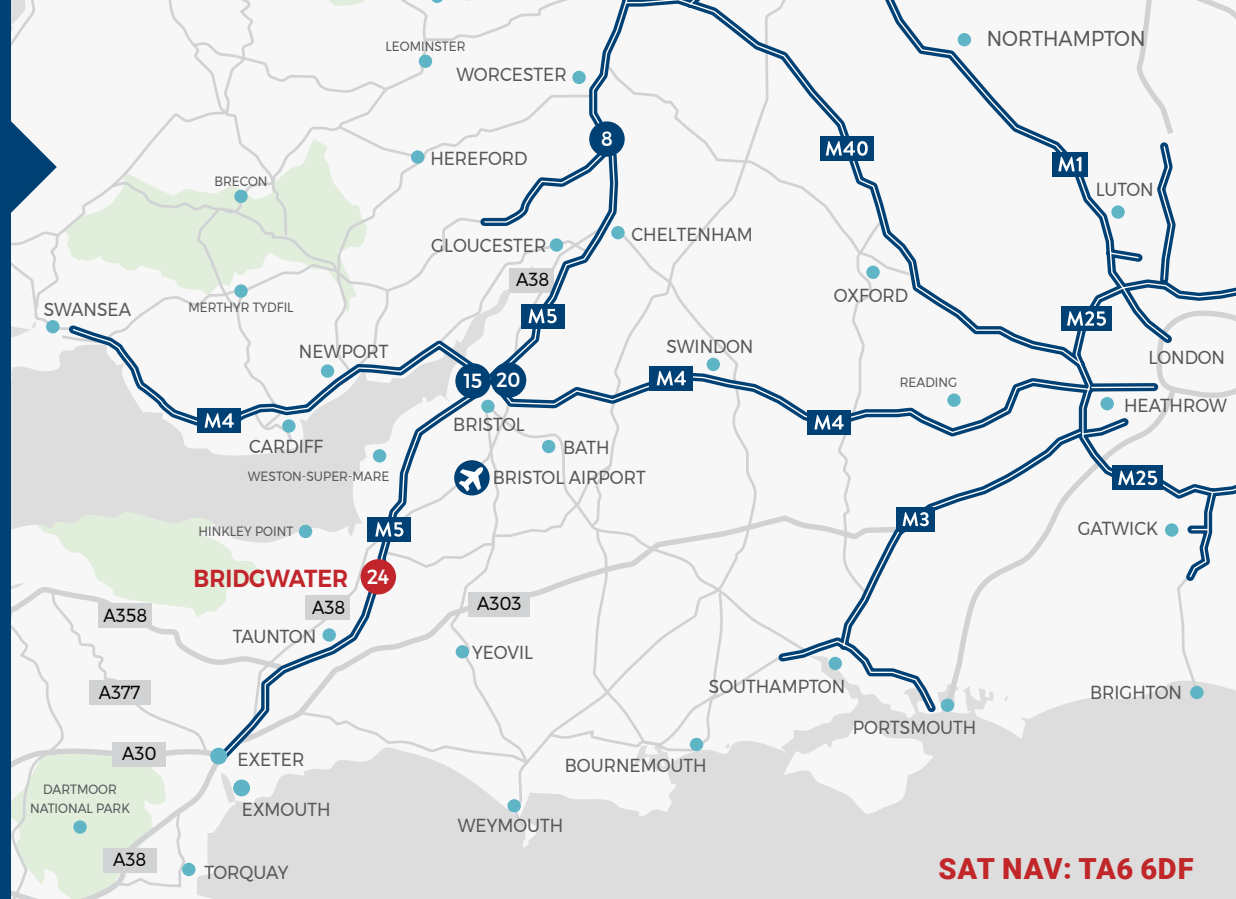 NORTHAMPTON
LEOMINSTER
WORCESTER
8
M40
HEREFORD
M1
BRECON
LUTON
CHELTENHAM
GLOUCESTER
A38
OXFORD
MERTHYR TYDFIL
SWANSEA
M5
M25
NEWPORT
SWINDON
LONDON
15
20
M4
READING
HEATHROW
M4
M4
BRISTOL
CARDIFF
BATH
WESTON-SUPER-MARE
BRISTOL AIRPORT
M25
M3
M5
HINKLEY POINT
GATWICK
BRIDGWATER
24
A303
A358
A38
TAUNTON
YEOVIL
SOUTHAMPTON
A377
BRIGHTON
PORTSMOUTH
A30
EXETER
BOURNEMOUTH
DARTMOOR
NATIONAL PARK
EXMOUTH
WEYMOUTH
A38
TORQUAY
SAT NAV: TA6 6DF